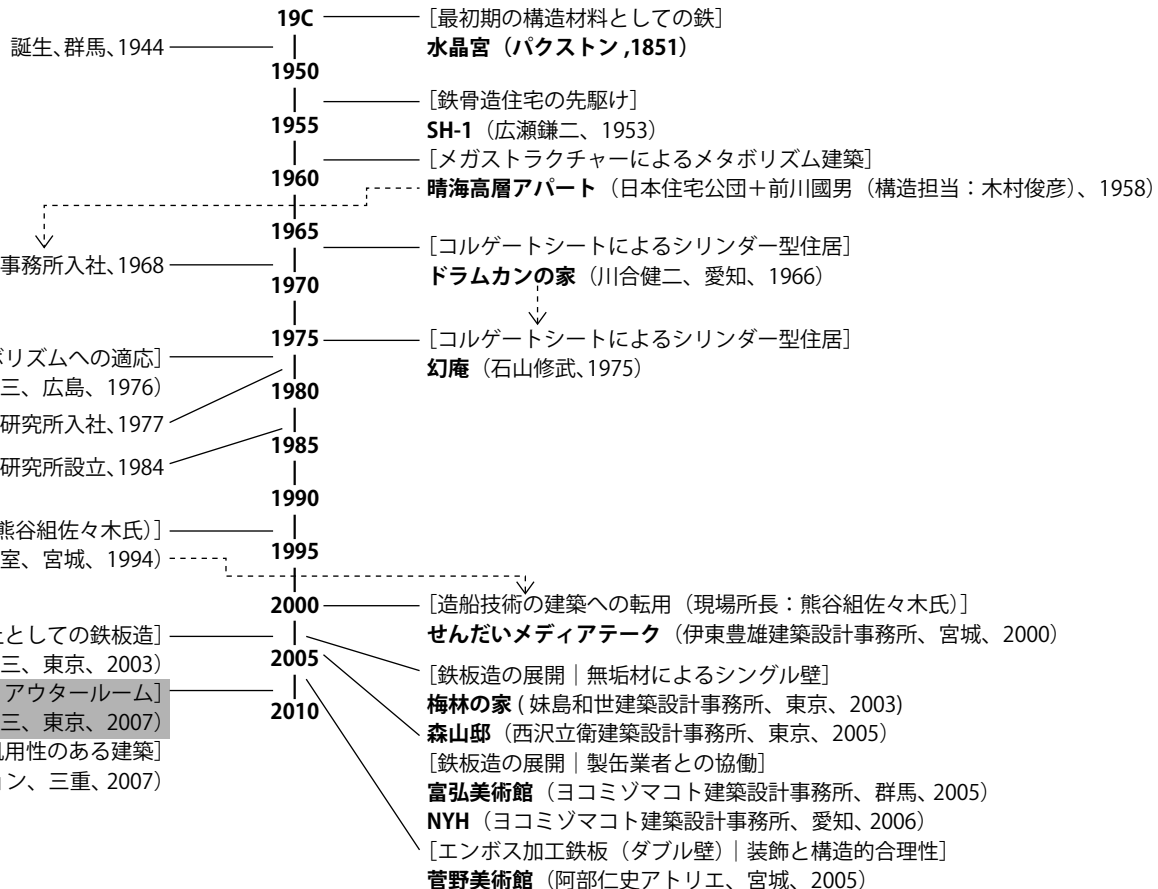 誕生、群馬、1944
事務所入社、1968
ボリズムへの適応]
三、広島、1976）
研究所入社、1977
研究所設立、1984
熊谷組佐々木氏）]
室、宮城、1994）
としての鉄板造]
三、東京、2003）
アウタールーム]
三、東京、2007）
用性のある建築]
ョン、三重、2007）
19C
1950
1955
1960
1965
1970
1975
1980
1985
1990
1995
2000
2005
2010
[最初期の構造材料としての鉄]
水晶宮（パクストン ,1851）
[鉄骨造住宅の先駆け]
SH-1（広瀬鎌二、1953）
[メガストラクチャーによるメタボリズム建築]
晴海高層アパート（日本住宅公団＋前川國男（構造担当：木村俊彦）、1958）
[コルゲートシートによるシリンダー型住居]
ドラムカンの家（川合健二、愛知、1966）
[コルゲートシートによるシリンダー型住居]
幻庵（石山修武、1975）
[造船技術の建築への転用（現場所長：熊谷組佐々木氏）]
せんだいメディアテーク（伊東豊雄建築設計事務所、宮城、2000）
[鉄板造の展開｜無垢材によるシングル壁]
梅林の家 ( 妹島和世建築設計事務所、東京、2003)
森山邸（西沢立衛建築設計事務所、東京、2005）
[鉄板造の展開｜製缶業者との協働]
富弘美術館（ヨコミゾマコト建築設計事務所、群馬、2005）
NYH（ヨコミゾマコト建築設計事務所、愛知、2006）
[エンボス加工鉄板（ダブル壁）｜装飾と構造的合理性]
菅野美術館（阿部仁史アトリエ、宮城、2005）